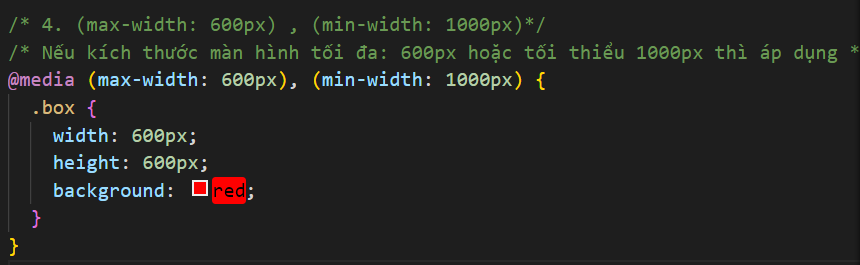 /* 4. (max-width: 600px) , (min-width: 1000px)*/
/* Nếu kích thước màn hình tối đa: 600px hoặc tối thiểu 1000px thì áp dụng *
@media (max-width: 600px), (min-width: 1000px) {
.box {
width: 600px;
height: 600px;
background: red;
}
}